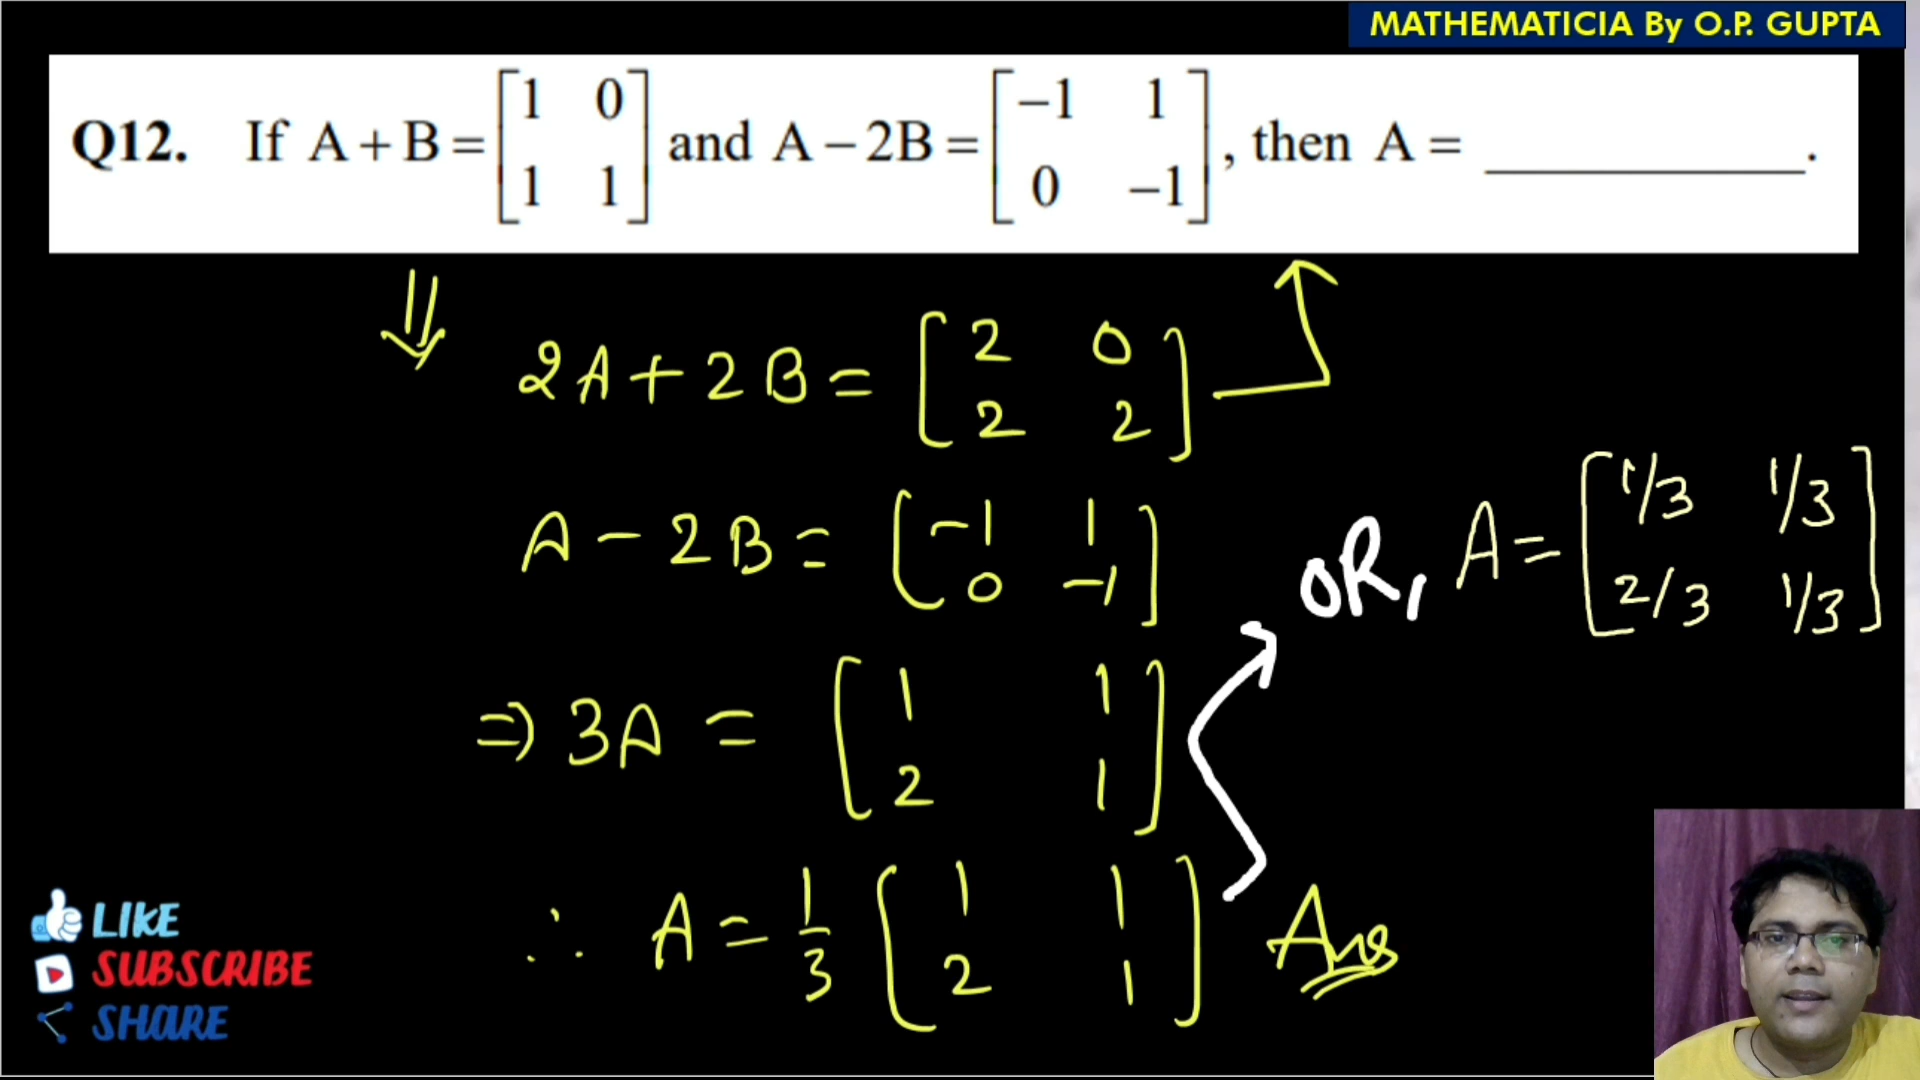 MATHEMATICIA By O.P. GUPTA
Q12. If A + B = [1 0; 1 1] and A − 2B = [−1 1; 0 −1], then A = ____________.
⇓
2A + 2B = [2 0; 2 2]
A − 2B = [−1 1; 0 −1]
⇒ 3A = [1 1; 2 1]
∴ A = 1/3 [1 1; 2 1] Ans
OR, A = [1/3 1/3; 2/3 1/3]
LIKE
SUBSCRIBE
SHARE